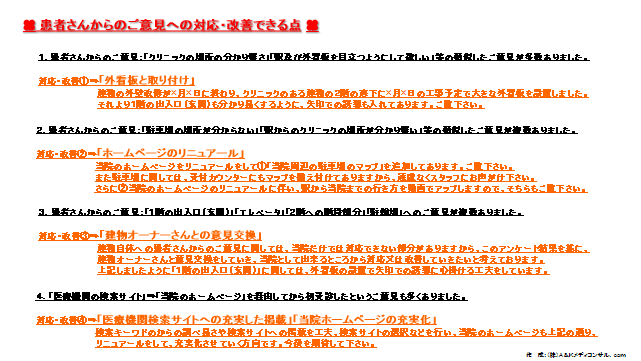 患者さんからのご意見への対応・改善できる点
1. 患者さんからのご意見：「クリニックの場所の分かり難さ」「駅及び外看板を目立つようにして欲しい」等の類似したご意見が多数ありました。
対応・改善①⇒「外看板と取り付け」
建物の外壁改修が×月×日に終わり、クリニックのある建物の2階の廊下に×月×日の工事予定で大きな外看板を設置しました。
それより1階の出入口（玄関）も分かり易くするように、矢印での誘導も入れてあります。ご覧下さい。
2. 患者さんからのご意見：「駐車場の場所が分からない」「駅からのクリニックの場所が分かり難い」等の類似したご意見が複数ありました。
対応・改善②⇒「ホームページのリニュアール」
当院のホームページをリニュアールをして①「当院周辺の駐車場のマップ」を追加してあります。ご覧下さい。
また駐車場に関しては、受付カウンターにもマップを備え付けてありますから、遠慮なくスタッフにお声がけ下さい。
さらに②当院のホームページのリニュアールに伴い、駅から当院までの行き方を動画でアップしますので、そちらもご覧下さい。
3. 患者さんからのご意見：「1階の出入口（玄関）」「エレベータ」「2階への階段部分」「駐輪場」へのご意見が複数ありました。
対応・改善③⇒「建物オーナーさんとの意見交換」
建物自体への患者さんからのご意見に関しては、当院だけでは対応できない部分がありますから、このアンケート結果を基に、
建物オーナーさんと意見交換をしていき、当院として出来るところから対応又は改善していきたいと考えております。
上記しましたように「1階の出入口（玄関）」に関しては、外看板の設置で矢印での誘導に心掛ける工夫をしています。
4. 「医療機関の検索サイト」⇒「当院のホームページ」を経由してから初受診したというご意見も多くありました。
対応・改善④⇒「医療機関検索サイトへの充実した掲載」「当院ホームページの充実化」
検索キーワードのからの調べ易さや検索サイトへの掲載を工夫、検索サイトの選択などを行い、当院のホームページも上記の通り、
リニュアールをして、充実化させていく方向です。今後を期待して下さい。
作 成：（株）A&Kメディコンサル. com